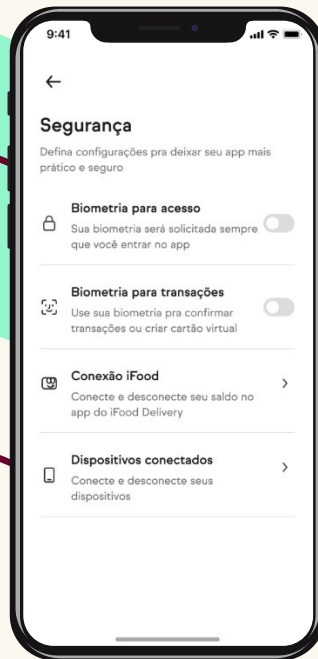 9:41
Segurança
Defina configurações pra deixar seu app mais
prático e seguro
Biometria para acesso
Sua biometria será solicitada sempre
que você entrar no app
Biometria para transações
Use sua biometria pra confirmar
transações ou criar cartão virtual
Conexão iFood
Conecte e desconecte seu saldo no
app do iFood Delivery
Dispositivos conectados
Conecte e desconecte seus
dispositivos